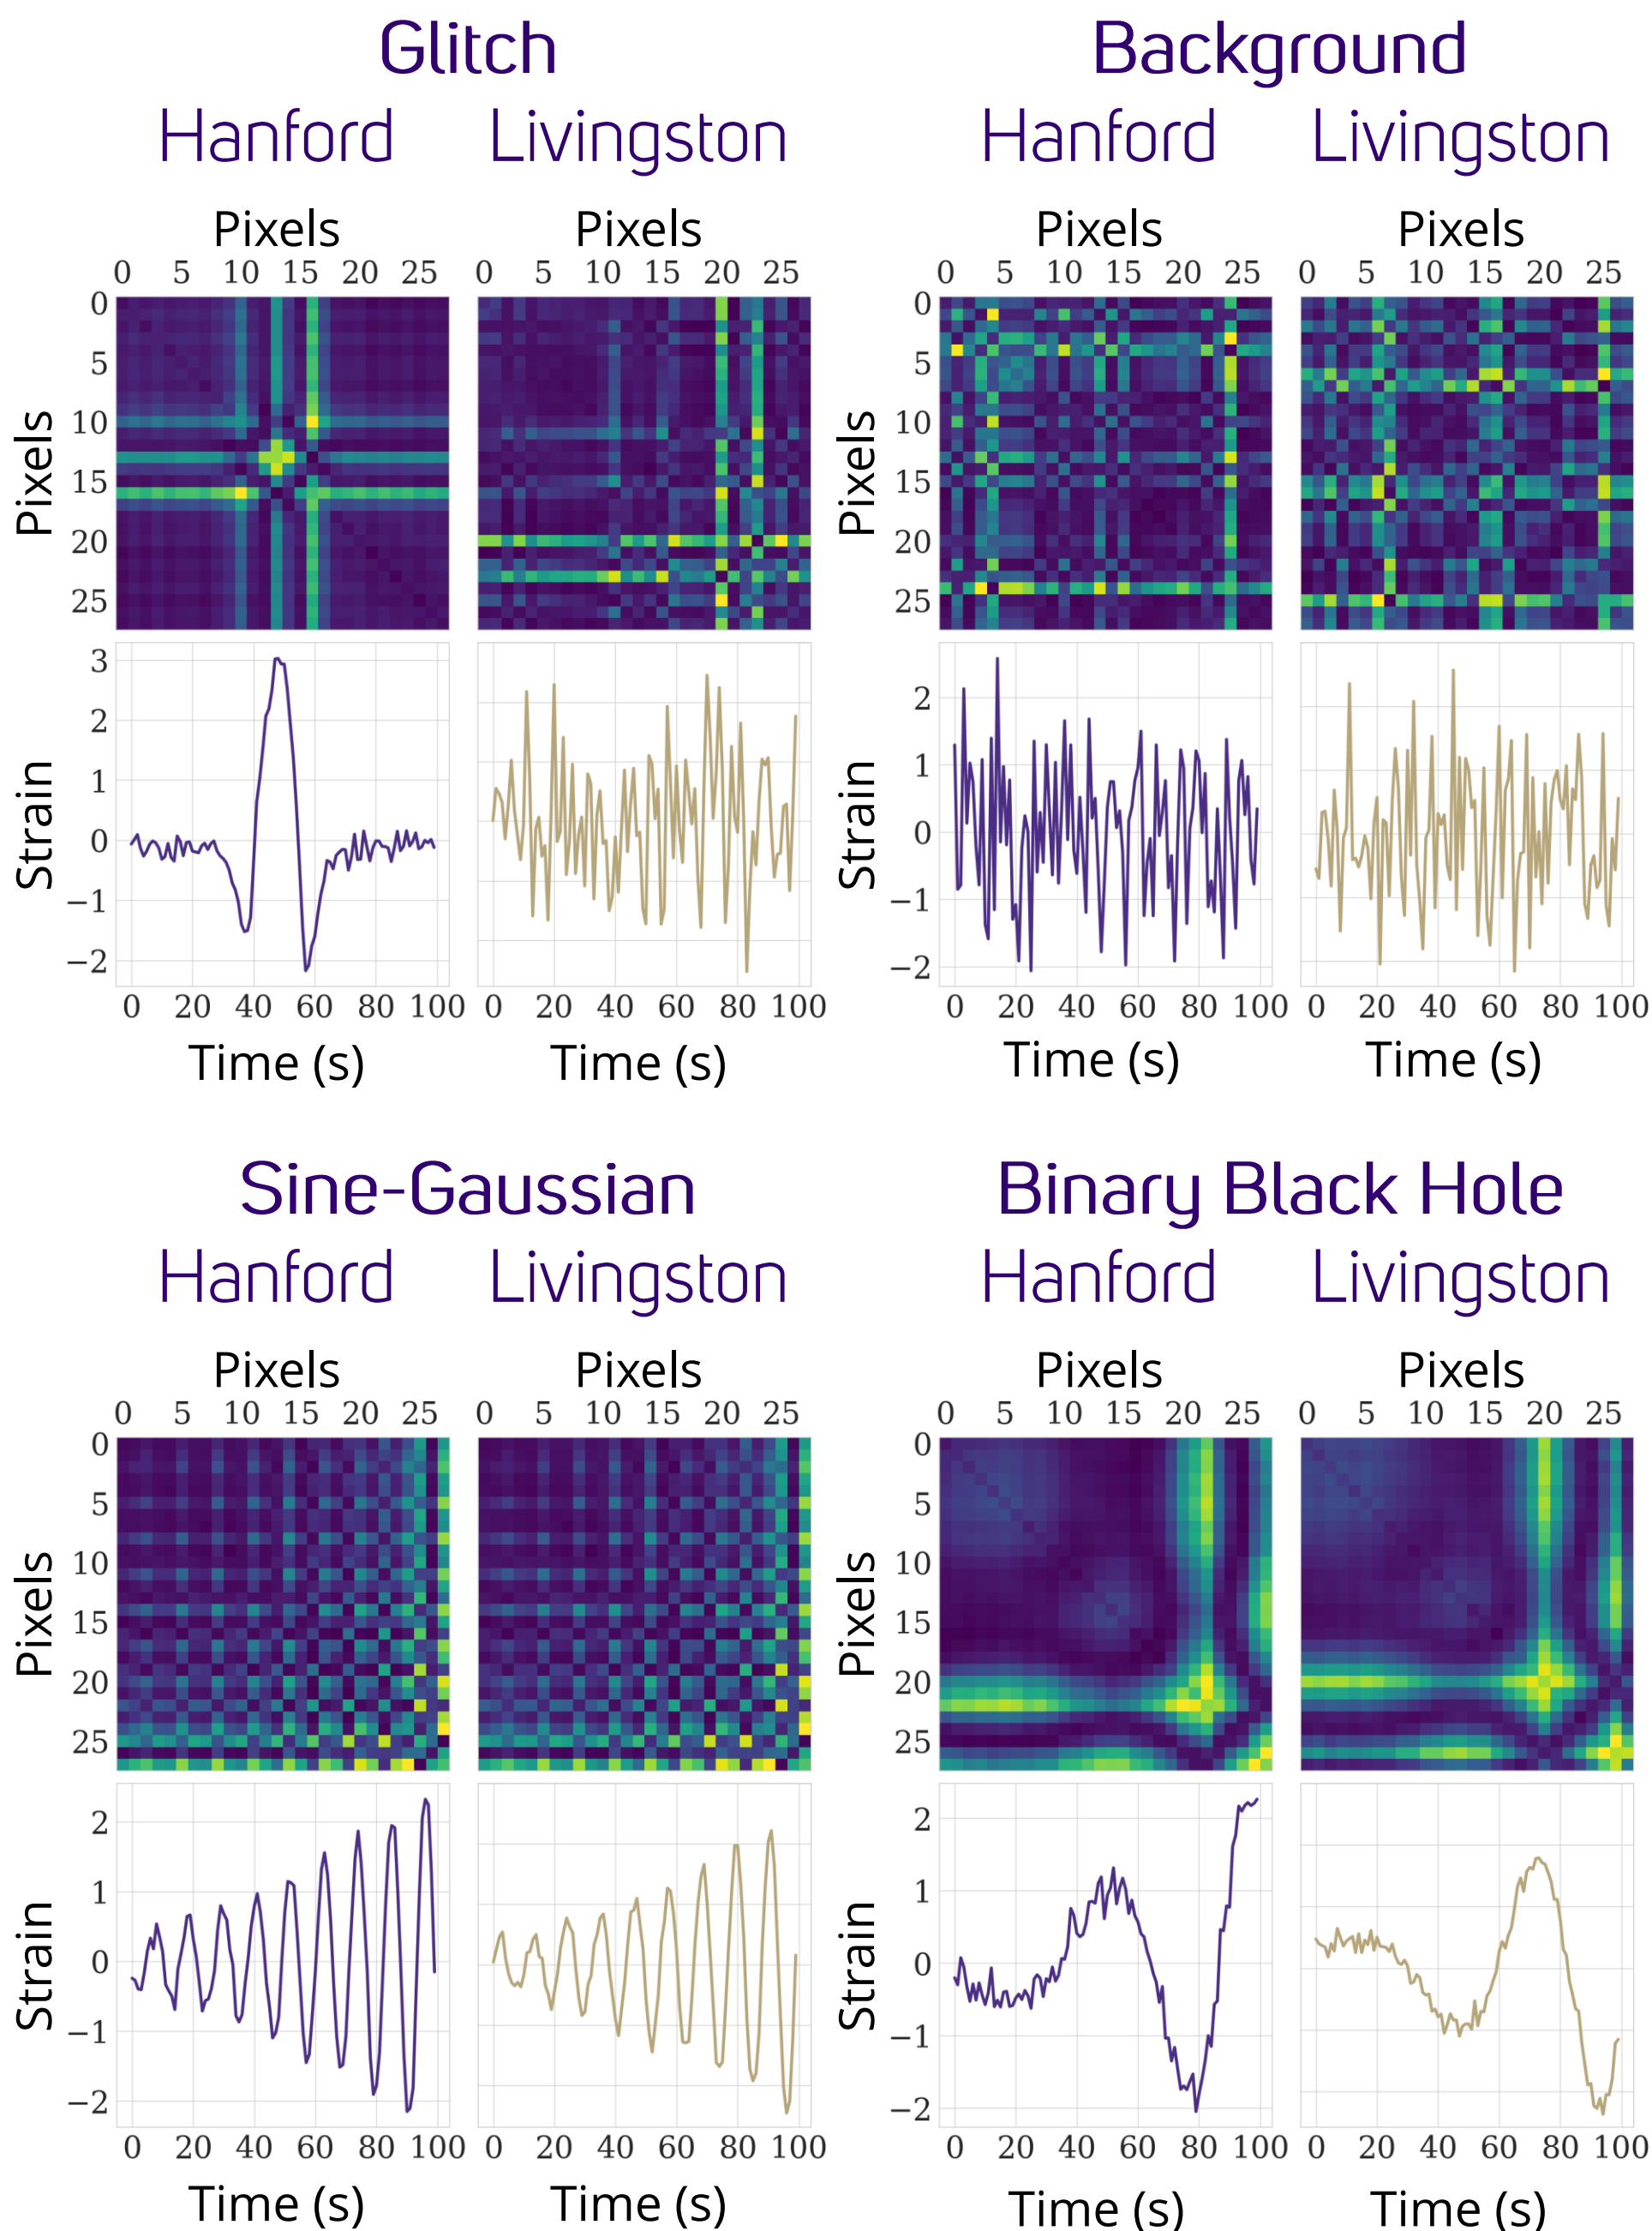 Glitch Background
Hanford Livingston Hanford Livingston
Pixels Pixels Pixels Pixels
0 5 10 15 20 25 0 5 10 15 20 25 0 5 10 15 20 25 0 5 10 15 20 25
Pixels Pixels
0 0
5 5
10 10
15 15
20 20
25 25
Strain Strain
3
2 2
1 1
0 0
−1 −1
−2 −2
0 20 40 60 80 100 0 20 40 60 80 100 0 20 40 60 80 100 0 20 40 60 80 100
Time (s) Time (s) Time (s) Time (s)
Sine-Gaussian Binary Black Hole
Hanford Livingston Hanford Livingston
Pixels Pixels Pixels Pixels
0 5 10 15 20 25 0 5 10 15 20 25 0 5 10 15 20 25 0 5 10 15 20 25
Pixels Pixels
0 0
5 5
10 10
15 15
20 20
25 25
Strain Strain
2 2
1 1
0 0
−1 −1
−2 −2
0 20 40 60 80 100 0 20 40 60 80 100 0 20 40 60 80 100 0 20 40 60 80 100
Time (s) Time (s) Time (s) Time (s)